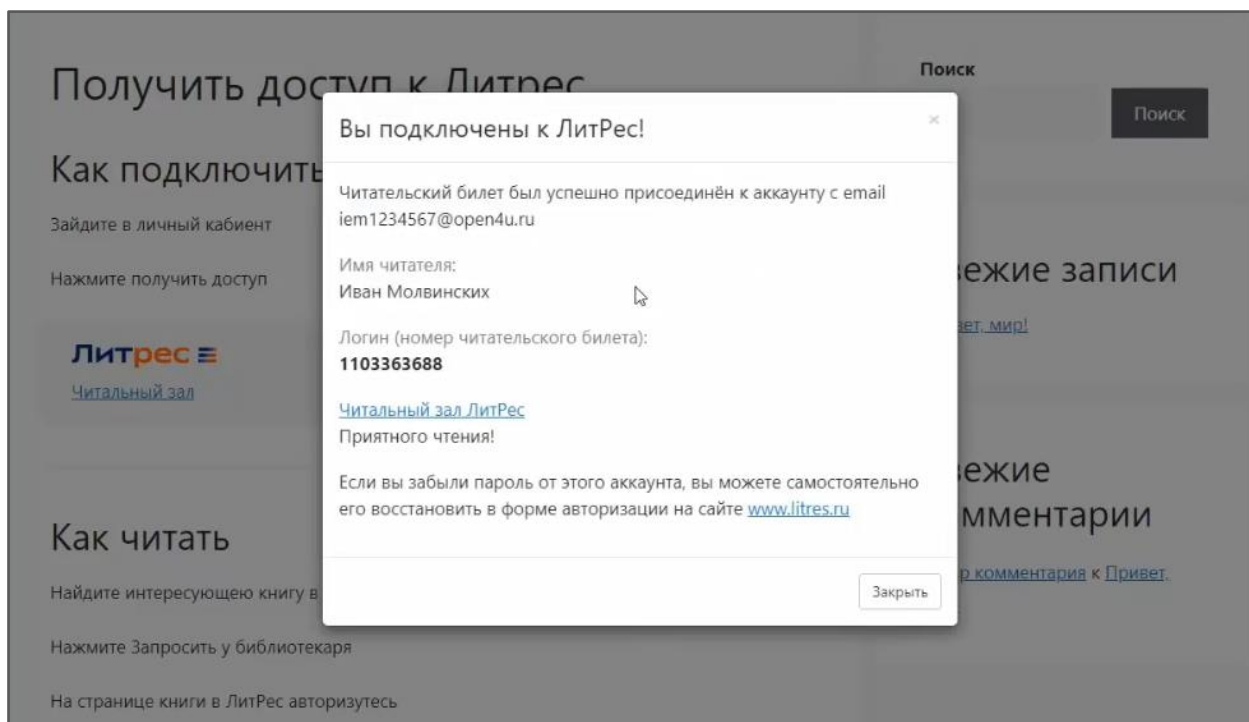 Получить доступ к Литрес
Как подключить
Зайдите в личный кабиент
Нажмите получить доступ
Литрес
Читальный зал
Как читать
Найдите интересующею книгу в
Нажмите Запросить у библиотекаря
На странице книги в ЛитРес авторизутесь
Вы подключены к ЛитРес!
×
Читательский билет был успешно присоединён к аккаунту с email
iem1234567@open4u.ru
Имя читателя:
Иван Молвинских
Логин (номер читательского билета):
1103363688
Читальный зал ЛитРес
Приятного чтения!
Если вы забыли пароль от этого аккаунта, вы можете самостоятельно
его восстановить в форме авторизации на сайте www.litres.ru
Закрыть
Поиск
Поиск
ежие записи
вет, мир!
ежие
мментарии
р комментария к Привет,